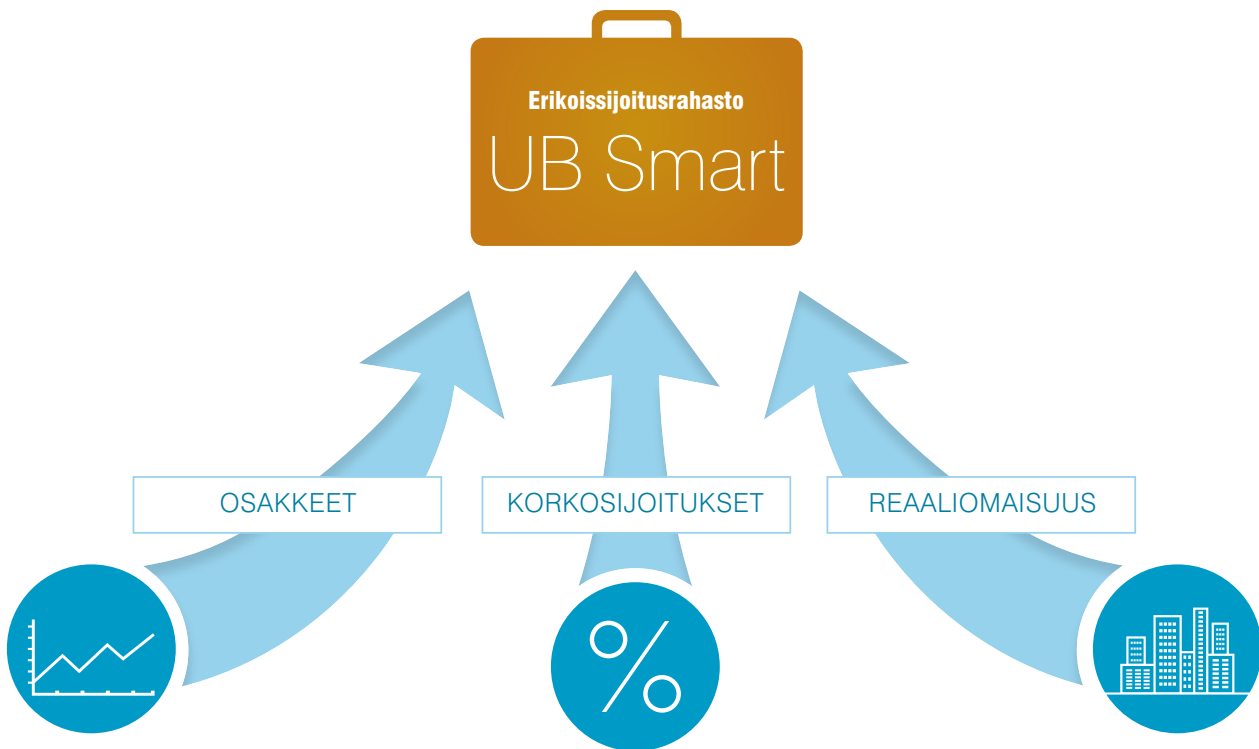 Erikoissijoitusrahasto
UB Smart
OSAKKEET
KORKOSIJOITUKSET
REAALIOMAISUUS
%